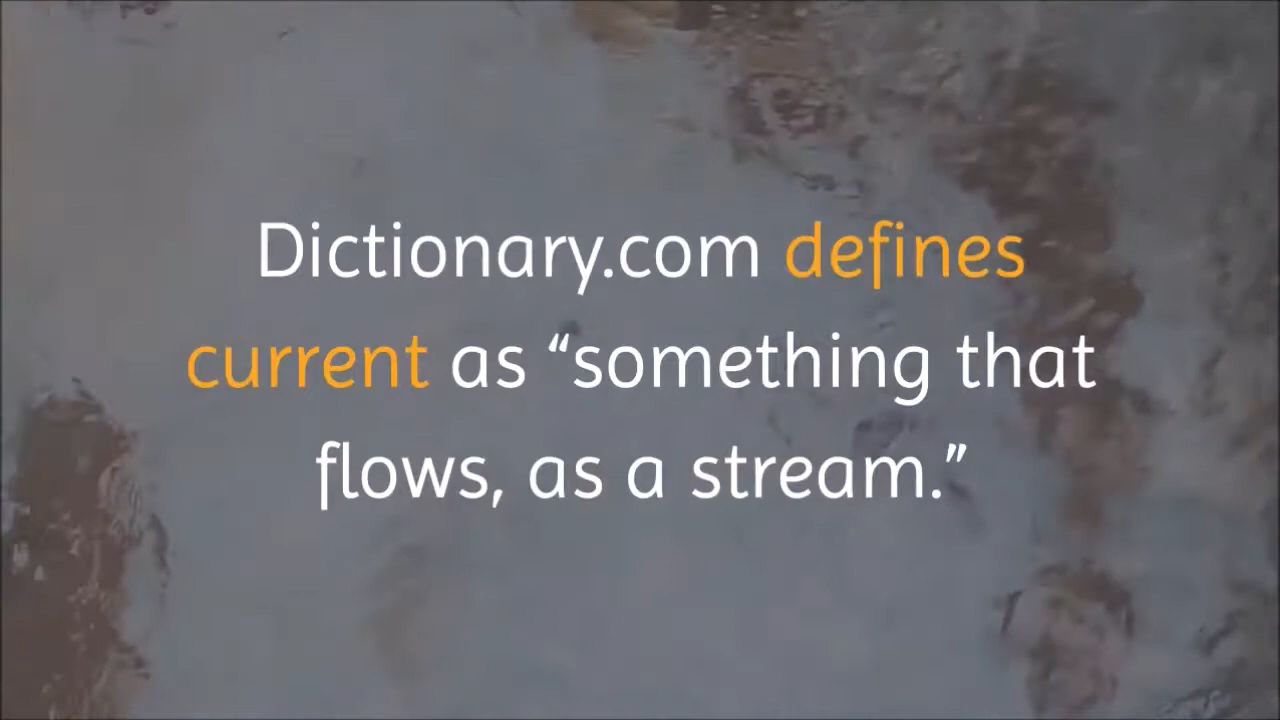 Dictionary.com defines
current as “something that
flows, as a stream.”